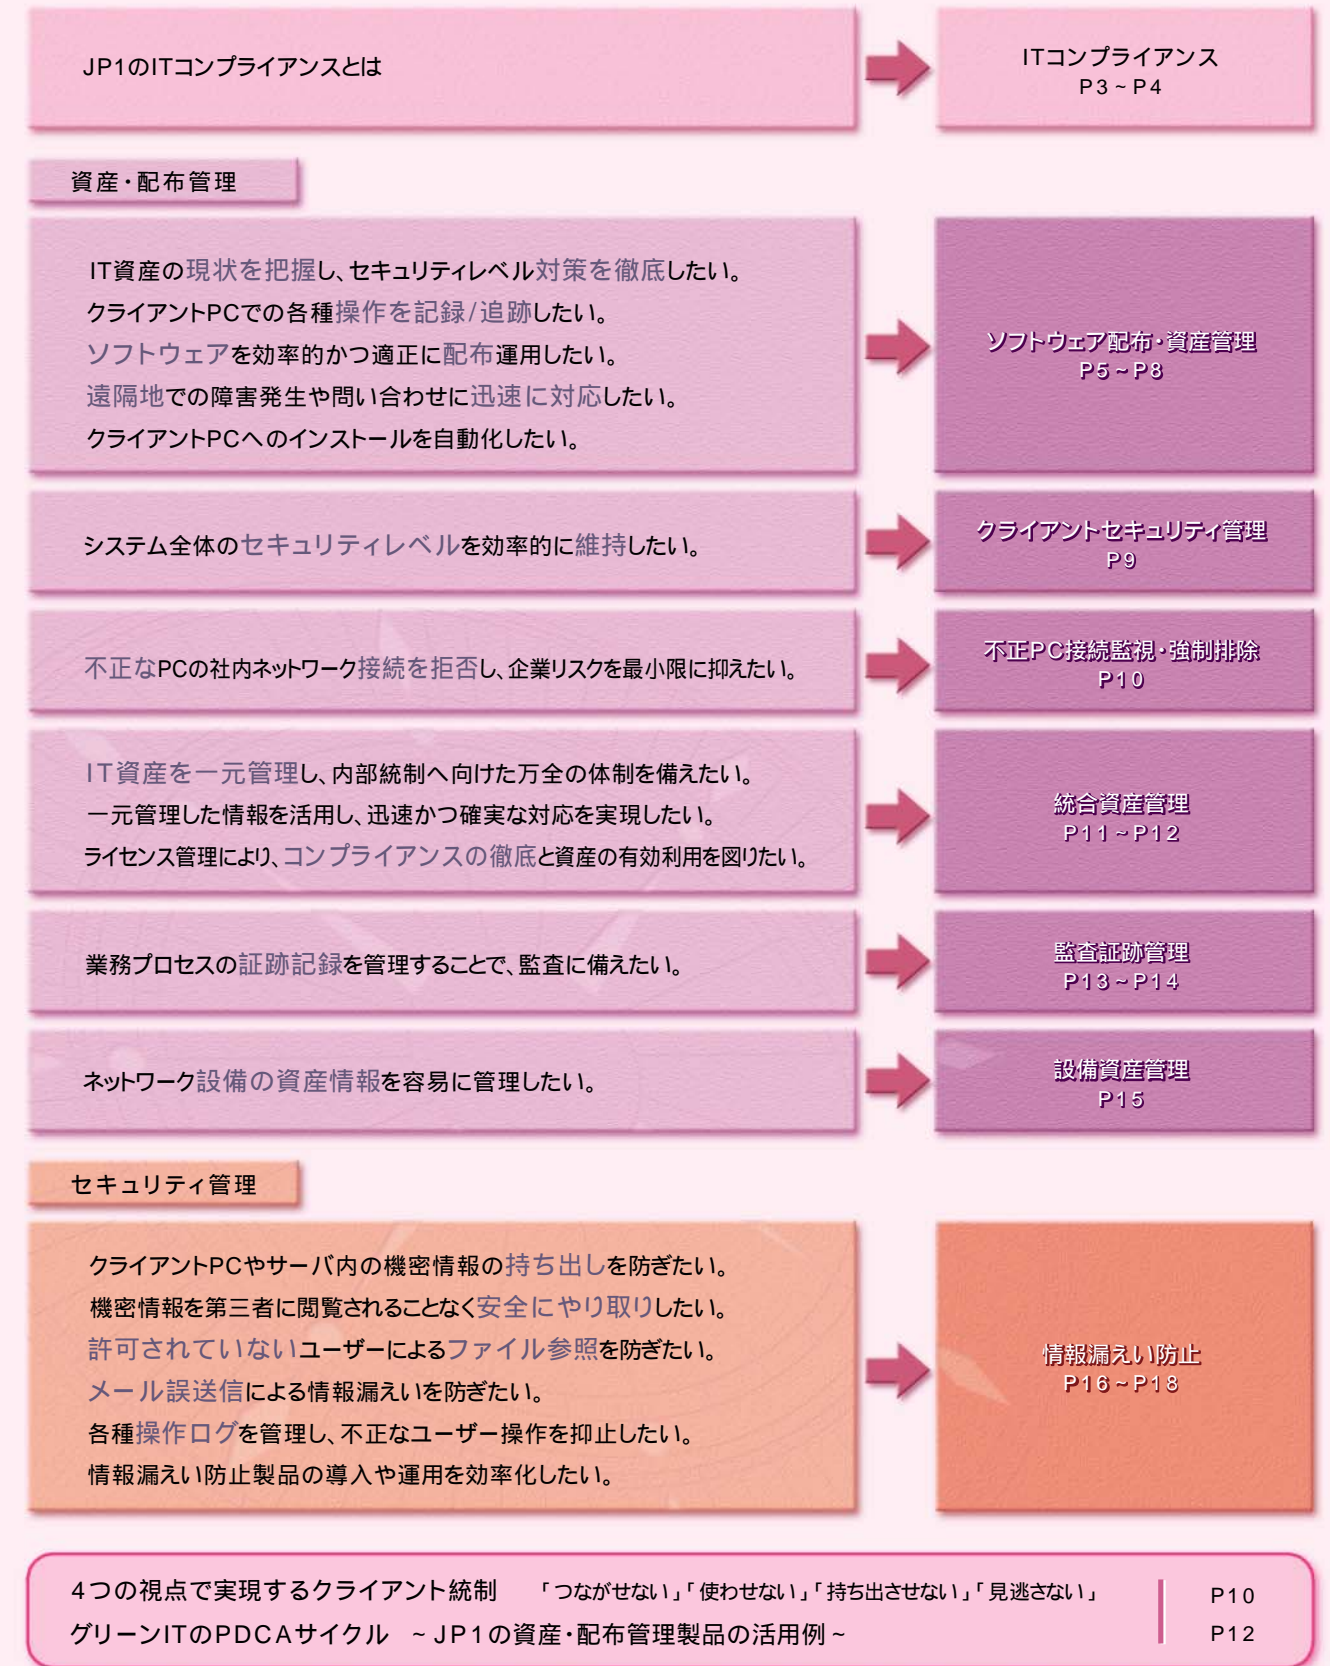 JP1のITコンプライアンスとは
ITコンプライアンス
P3～P4
資産・配布管理
IT資産の現状を把握し、セキュリティレベル対策を徹底したい。
クライアントPCでの各種操作を記録/追跡したい。
ソフトウェアを効率的かつ適正に配布運用したい。
遠隔地での障害発生や問い合わせに迅速に対応したい。
クライアントPCへのインストールを自動化したい。
ソフトウェア配布・資産管理
P5～P8
システム全体のセキュリティレベルを効率的に維持したい。
クライアントセキュリティ管理
P9
不正なPCの社内ネットワーク接続を拒否し、企業リスクを最小限に抑えたい。
不正PC接続監視・強制排除
P10
IT資産を一元管理し、内部統制へ向けた万全の体制を備えたい。
一元管理した情報を活用し、迅速かつ確実な対応を実現したい。
ライセンス管理により、コンプライアンスの徹底と資産の有効利用を図りたい。
統合資産管理
P11～P12
業務プロセスの証跡記録を管理することで、監査に備えたい。
監査証跡管理
P13～P14
ネットワーク設備の資産情報を容易に管理したい。
設備資産管理
P15
セキュリティ管理
クライアントPCやサーバ内の機密情報の持ち出しを防ぎたい。
機密情報を第三者に閲覧されることなく安全にやり取りしたい。
許可されていないユーザーによるファイル参照を防ぎたい。
メール誤送信による情報漏えいを防ぎたい。
各種操作ログを管理し、不正なユーザー操作を抑止したい。
情報漏えい防止製品の導入や運用を効率化したい。
情報漏えい防止
P16～P18
4つの視点で実現するクライアント統制 「つながせない」「使わせない」「持ち出させない」「見逃さない」 P10
グリーンITのPDCAサイクル ～JP1の資産・配布管理製品の活用例～ P12